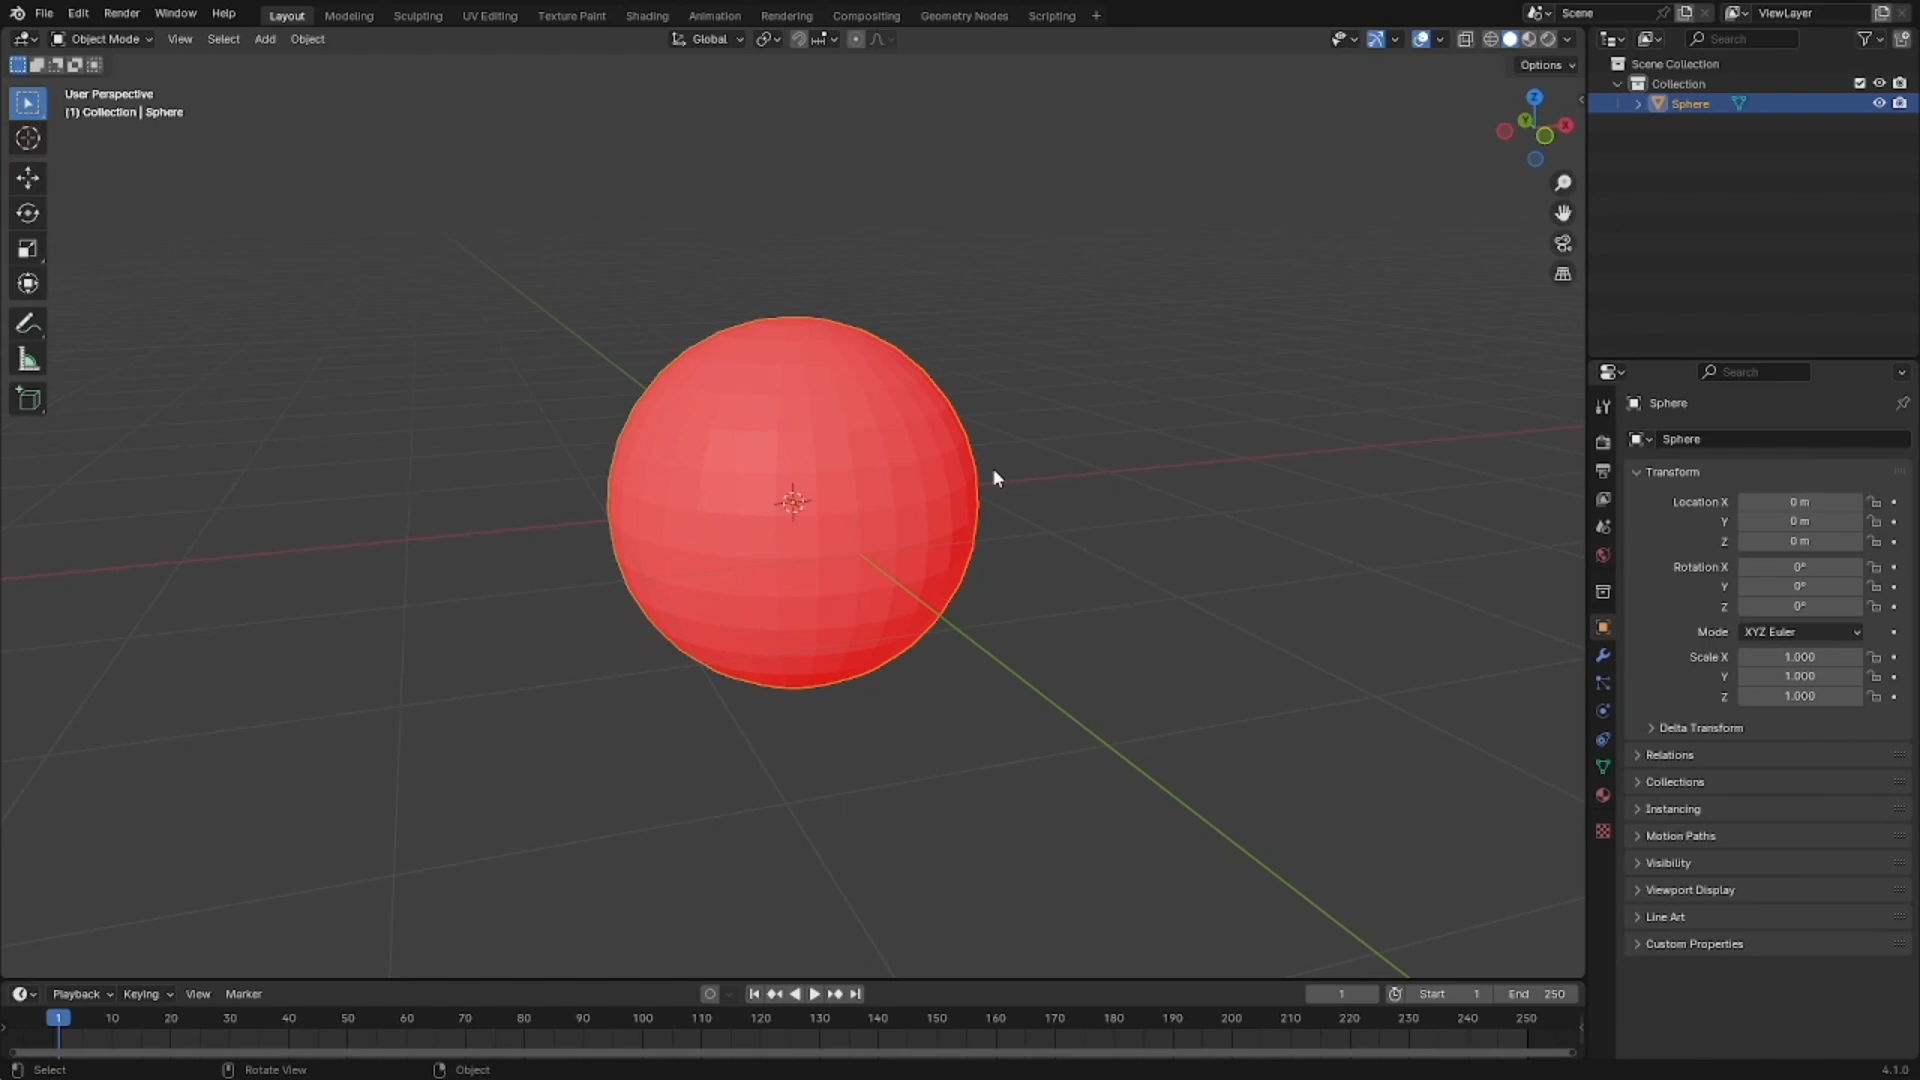 File Edit Render Window Help Layout Modeling Sculpting UV Editing Texture Paint Shading Animation Rendering Compositing Geometry Nodes Scripting + Scene ViewLayer
Object Mode View Select Add Object Global Search
Options
User Perspective
(1) Collection | Sphere
Z
Y
X
Scene Collection
Collection
Sphere
Search
Sphere
Sphere
Transform
Location X 0 m
Y 0 m
Z 0 m
Rotation X 0°
Y 0°
Z 0°
Mode XYZ Euler
Scale X 1.000
Y 1.000
Z 1.000
Delta Transform
Relations
Collections
Instancing
Motion Paths
Visibility
Viewport Display
Line Art
Custom Properties
Playback Keying View Marker 1 Start 1 End 250
1 10 20 30 40 50 60 70 80 90 100 110 120 130 140 150 160 170 180 190 200 210 220 230 240 250
Select Rotate View Object 4.1.0